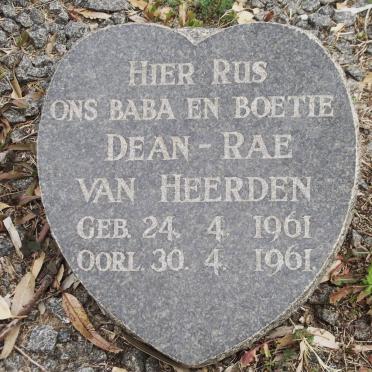 HIER RUS
ONS BABA EN BOETIE
DEAN-RAE
VAN HEERDEN
GEB. 24. 4. 1961
OORL. 30. 4. 1961.